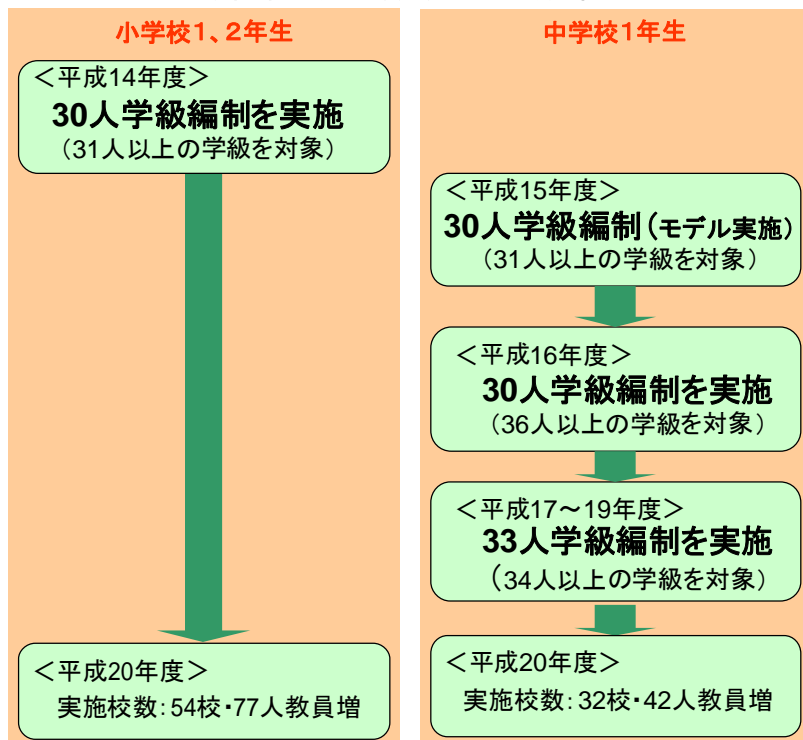 小学校1、2年生
＜平成14年度＞
30人学級編制を実施
（31人以上の学級を対象）
＜平成20年度＞
実施校数：54校・77人教員増
中学校1年生
＜平成15年度＞
30人学級編制（モデル実施）
（31人以上の学級を対象）
＜平成16年度＞
30人学級編制を実施
（36人以上の学級を対象）
＜平成17～19年度＞
33人学級編制を実施
（34人以上の学級を対象）
＜平成20年度＞
実施校数：32校・42人教員増